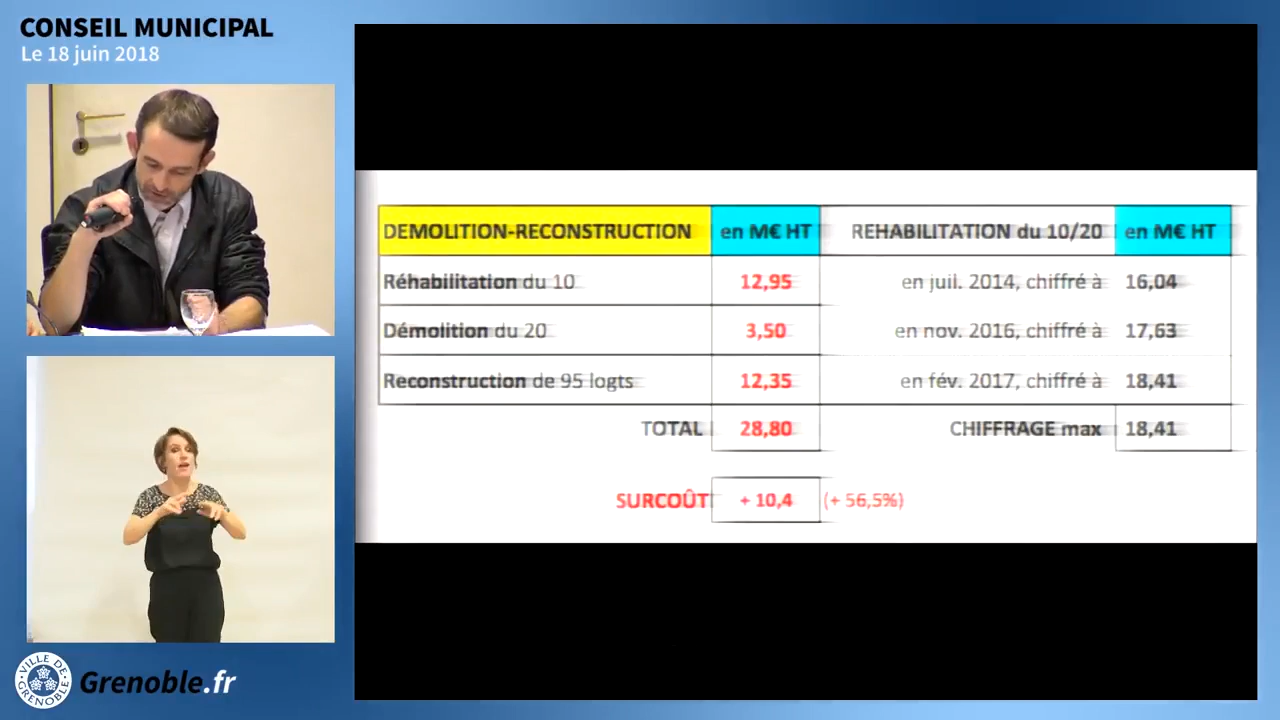 CONSEIL MUNICIPAL
Le 18 juin 2018
DEMOLITION-RECONSTRUCTION en M€ HT REHABILITATION du 10/20 en M€ HT
Réhabilitation du 10 12,95 en juil. 2014, chiffré à 16,04
Démolition du 20 3,50 en nov. 2016, chiffré à 17,63
Reconstruction de 95 logts 12,35 en fév. 2017, chiffré à 18,41
TOTAL 28,80 CHIFFRAGE max 18,41
SURCOÛT + 10,4 (+ 56,5%)
VILLE DE GRENOBLE
Grenoble.fr